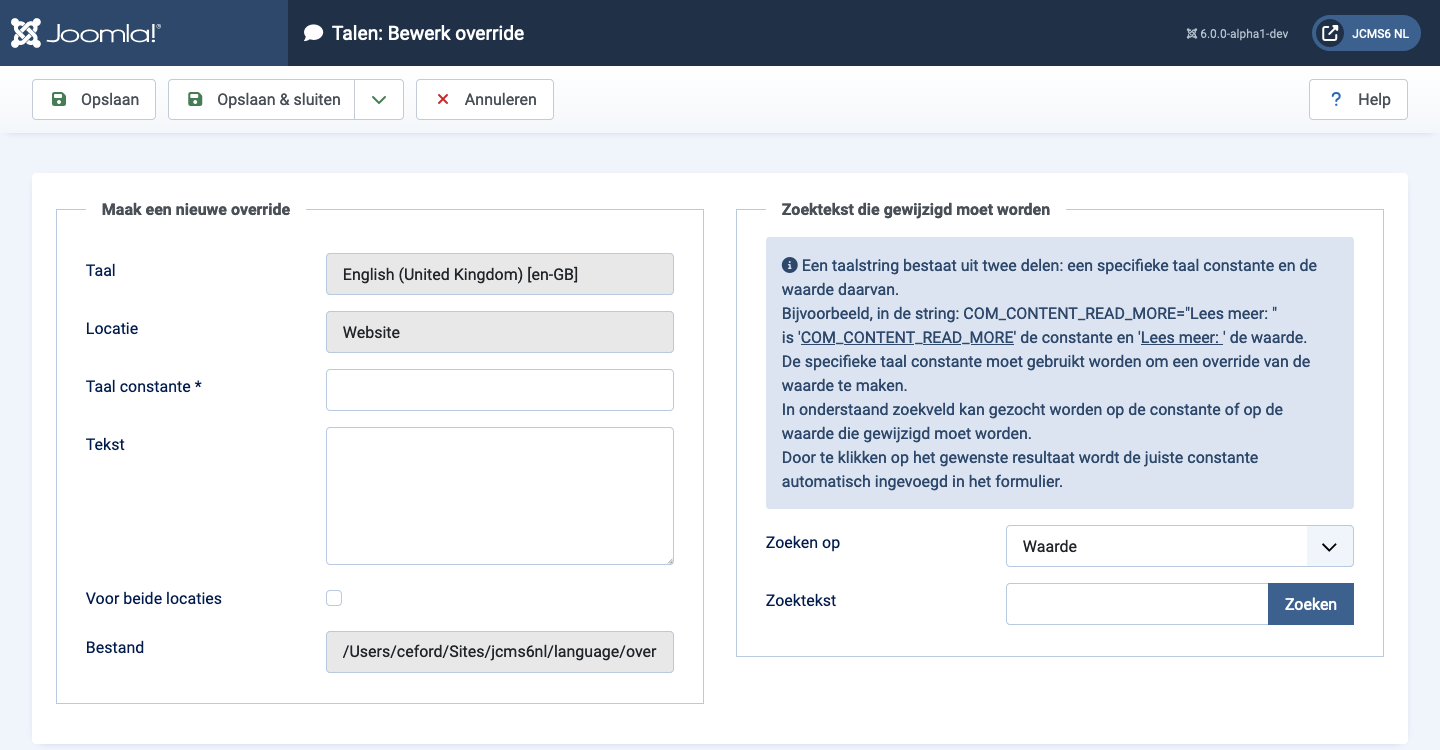 Joomla!®
Talen: Bewerk override
6.0.0-alpha1-dev
JCMS6 NL
Opslaan
Opslaan & sluiten
Annuleren
? Help
Maak een nieuwe override
Taal
English (United Kingdom) [en-GB]
Locatie
Website
Taal constante *
Tekst
Voor beide locaties
Bestand
/Users/ceford/Sites/jcms6nl/language/over
Zoektekst die gewijzigd moet worden
Een taalstring bestaat uit twee delen: een specifieke taal constante en de
waarde daarvan.
Bijvoorbeeld, in de string: COM_CONTENT_READ_MORE="Lees meer: "
is 'COM_CONTENT_READ_MORE' de constante en 'Lees meer: ' de waarde.
De specifieke taal constante moet gebruikt worden om een override van de
waarde te maken.
In onderstaand zoekveld kan gezocht worden op de constante of op de
waarde die gewijzigd moet worden.
Door te klikken op het gewenste resultaat wordt de juiste constante
automatisch ingevoegd in het formulier.
Zoeken op
Waarde
Zoektekst
Zoeken